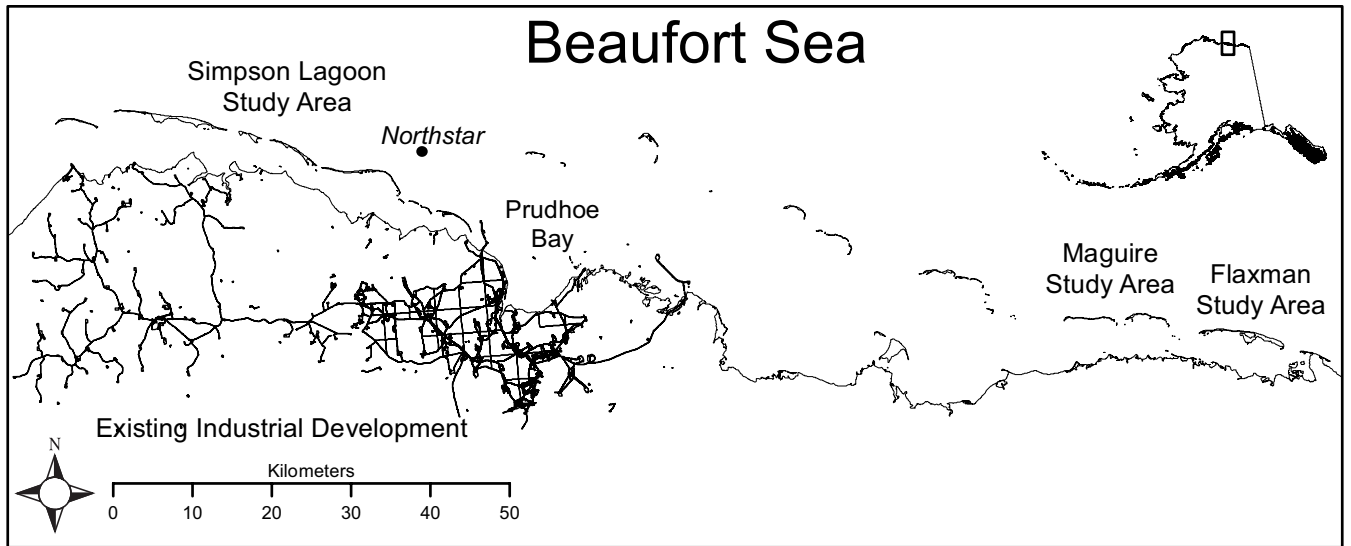 Beaufort Sea
Simpson Lagoon
Study Area
Northstar
Prudhoe
Bay
Maguire
Study Area
Flaxman
Study Area
Existing Industrial Development
N
Kilometers
0 10 20 30 40 50